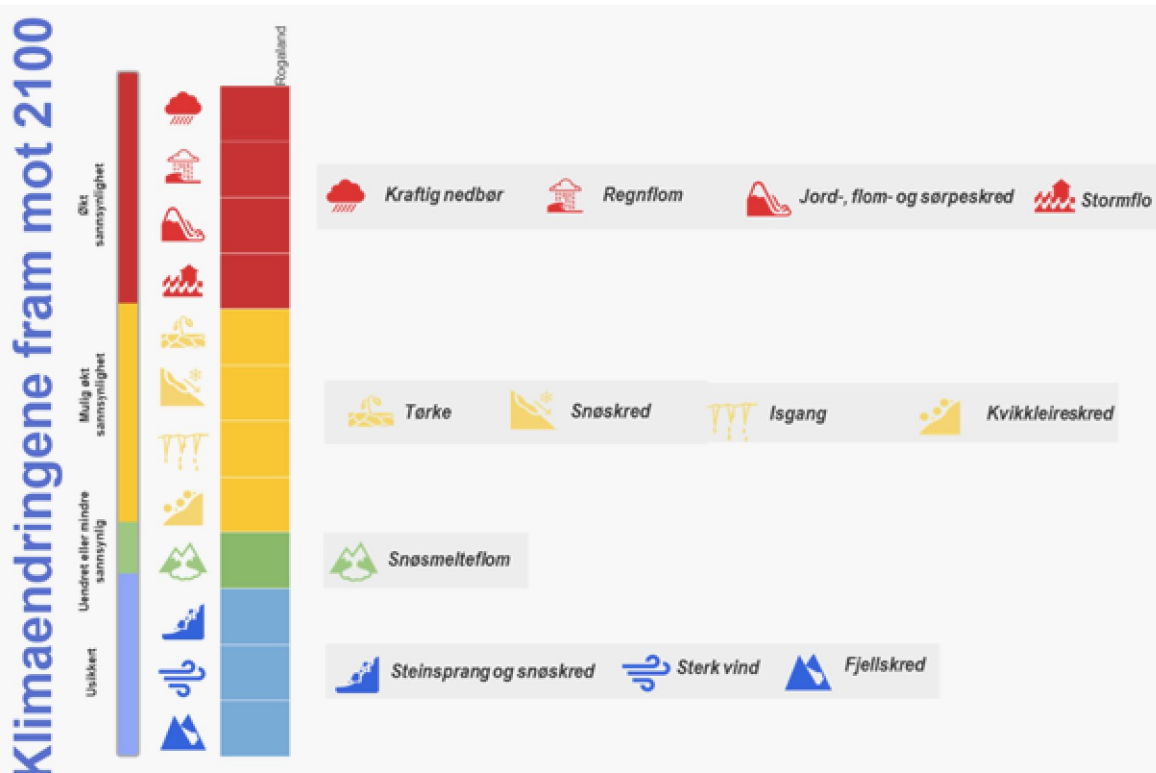 Klimaendringene fram mot 2100
Rogaland
Økt
sannsynlighet
Kraftig nedbør
Regnflom
Jord-, flom- og sørpeskred
Stormflo
Mulig økt
sannsynlighet
Tørke
Snøskred
Isgang
Kvikkleireskred
Uendret eller mindre
sannsynlig
Snøsmelteflom
Usikkert
Steinsprang og snøskred
Sterk vind
Fjellskred